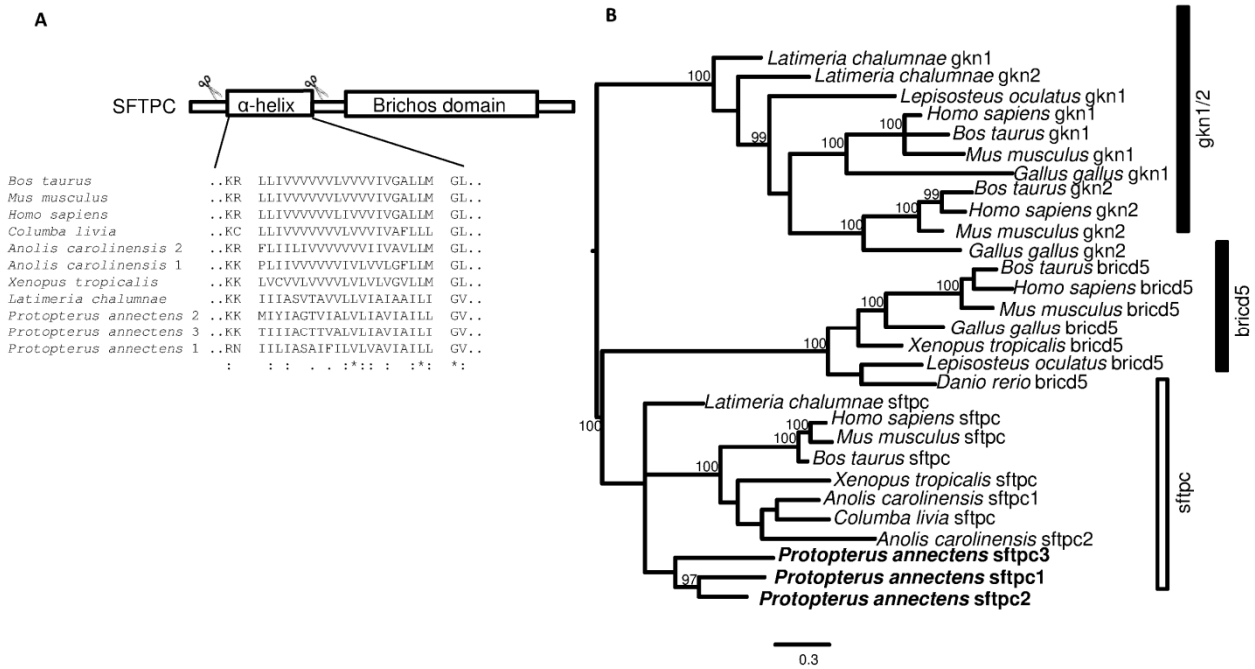 A
SFTPC α-helix Brichos domain
Bos taurus ..KR LLIVVVVVVLVVVVIVGALLM GL..
Mus musculus ..KR LLIVVVVVVLVVVVIVGALLM GL..
Homo sapiens ..KR LLIVVVVVVLIVVVIVGALLM GL..
Columba livia ..KC LLIVVVVVVLVVVIVAFLLL GL..
Anolis carolinensis 2 ..KR FLIILIVVVVVVVIIVAVLLM GL..
Anolis carolinensis 1 ..KK PLIIVVVVVVIVLVVLGFLLM GL..
Xenopus tropicalis ..KK LVCVVLVVVVLVLVLVGVLLM GL..
Latimeria chalumnae ..KK IIIASVTAVVLLVIAIAAILI GV..
Protopterus annectens 2 ..KK MIYIAGTVIALVLIAVIAILL GV..
Protopterus annectens 3 ..KK TIIIACTTVALVLIAVIAILI GV..
Protopterus annectens 1 ..RN IILIASAIFILVLAVAIAILL GV..
: : : . . :*:: : :*: *:
B
Latimeria chalumnae gkn1
100
Latimeria chalumnae gkn2
Lepisosteus oculatus gkn1
Homo sapiens gkn1
100
Bos taurus gkn1
99
100
Mus musculus gkn1
Gallus gallus gkn1
Bos taurus gkn2
99
Homo sapiens gkn2
100
100
Mus musculus gkn2
Gallus gallus gkn2
gkn1/2
Bos taurus bricd5
100
Homo sapiens bricd5
100
Mus musculus bricd5
Gallus gallus bricd5
100
Xenopus tropicalis bricd5
Lepisosteus oculatus bricd5
Danio rerio bricd5
bricd5
Latimeria chalumnae sftpc
100
Homo sapiens sftpc
100
100
Mus musculus sftpc
Bos taurus sftpc
100
Xenopus tropicalis sftpc
Anolis carolinensis sftpc1
Columba livia sftpc
Anolis carolinensis sftpc2
Protopterus annectens sftpc3
97
Protopterus annectens sftpc1
Protopterus annectens sftpc2
sftpc
0.3